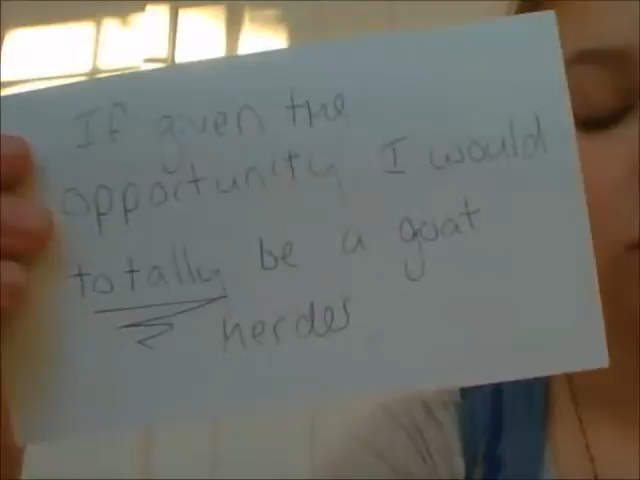 If given the
opportunity I would
totally be a goat
herder